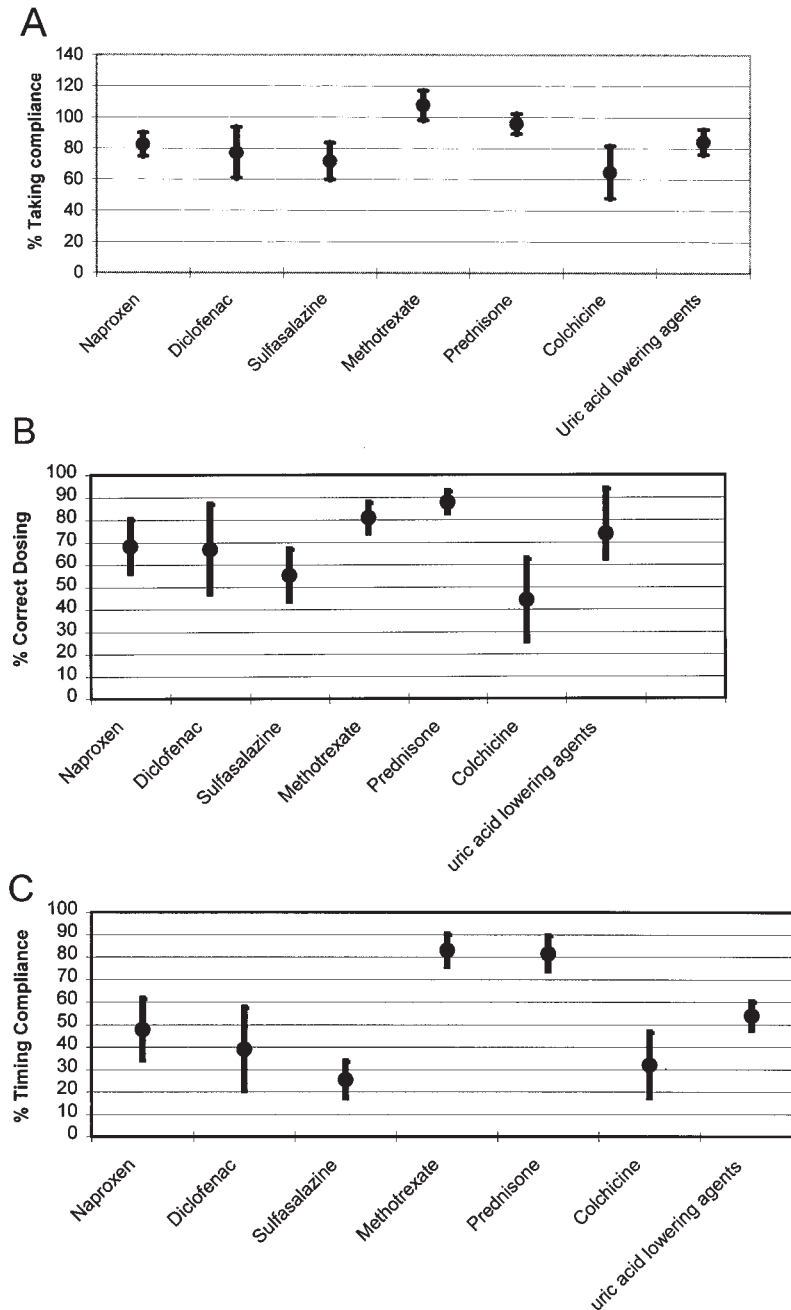 A
% Taking compliance
140
120
100
80
60
40
20
0
Naproxen
Diclofenac
Sulfasalazine
Methotrexate
Prednisone
Colchicine
Uric acid lowering agents
B
% Correct Dosing
100
90
80
70
60
50
40
30
20
10
0
Naproxen
Diclofenac
Sulfasalazine
Methotrexate
Prednisone
Colchicine
uric acid lowering agents
C
% Timing Compliance
100
90
80
70
60
50
40
30
20
10
0
Naproxen
Diclofenac
Sulfasalazine
Methotrexate
Prednisone
Colchicine
uric acid lowering agents